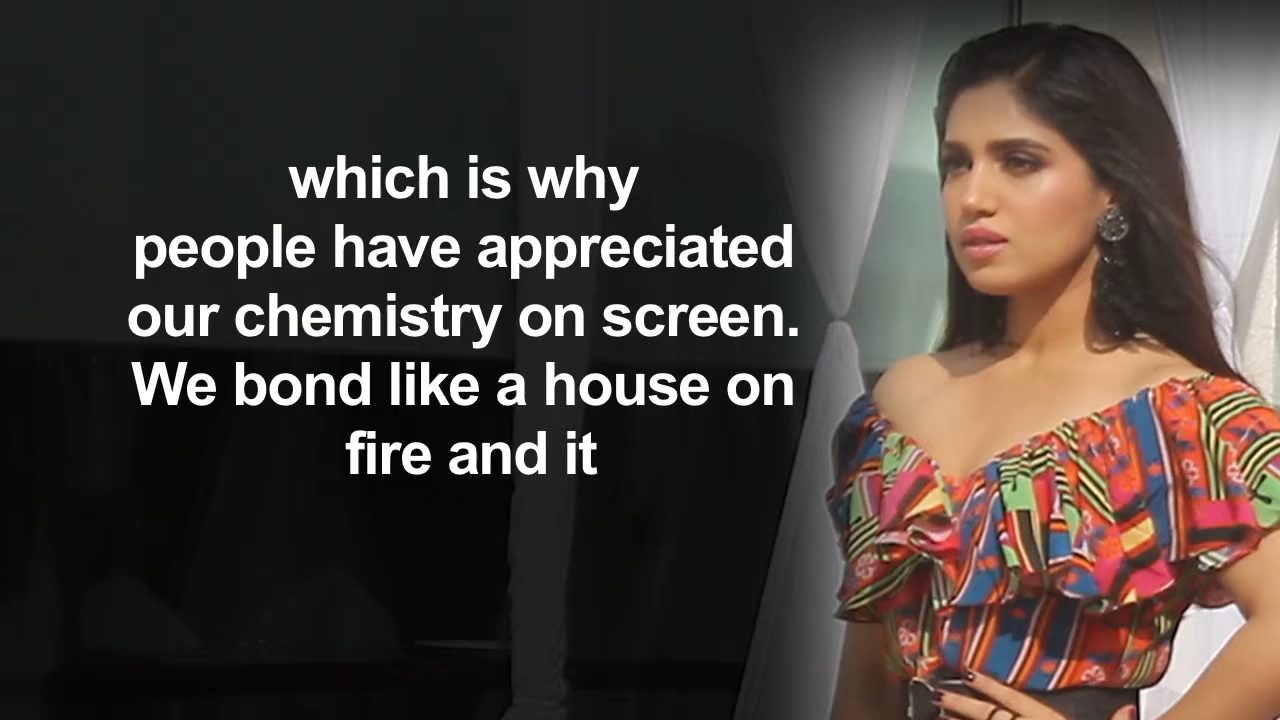 which is why
people have appreciated
our chemistry on screen.
We bond like a house on
fire and it